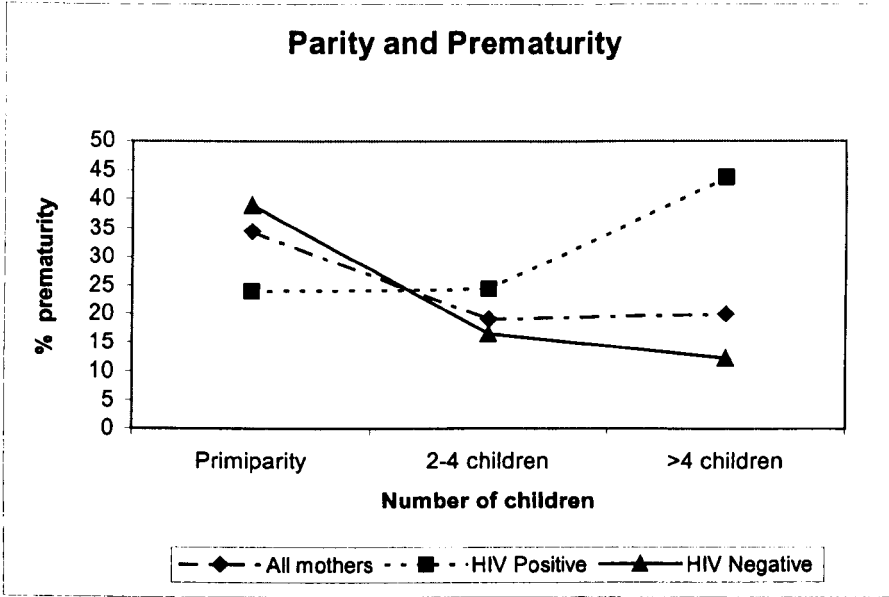 Parity and Prematurity
50
45
40
35
30
25
20
15
10
5
0
% prematurity
Primiparity 2-4 children >4 children
Number of children
All mothers HIV Positive HIV Negative